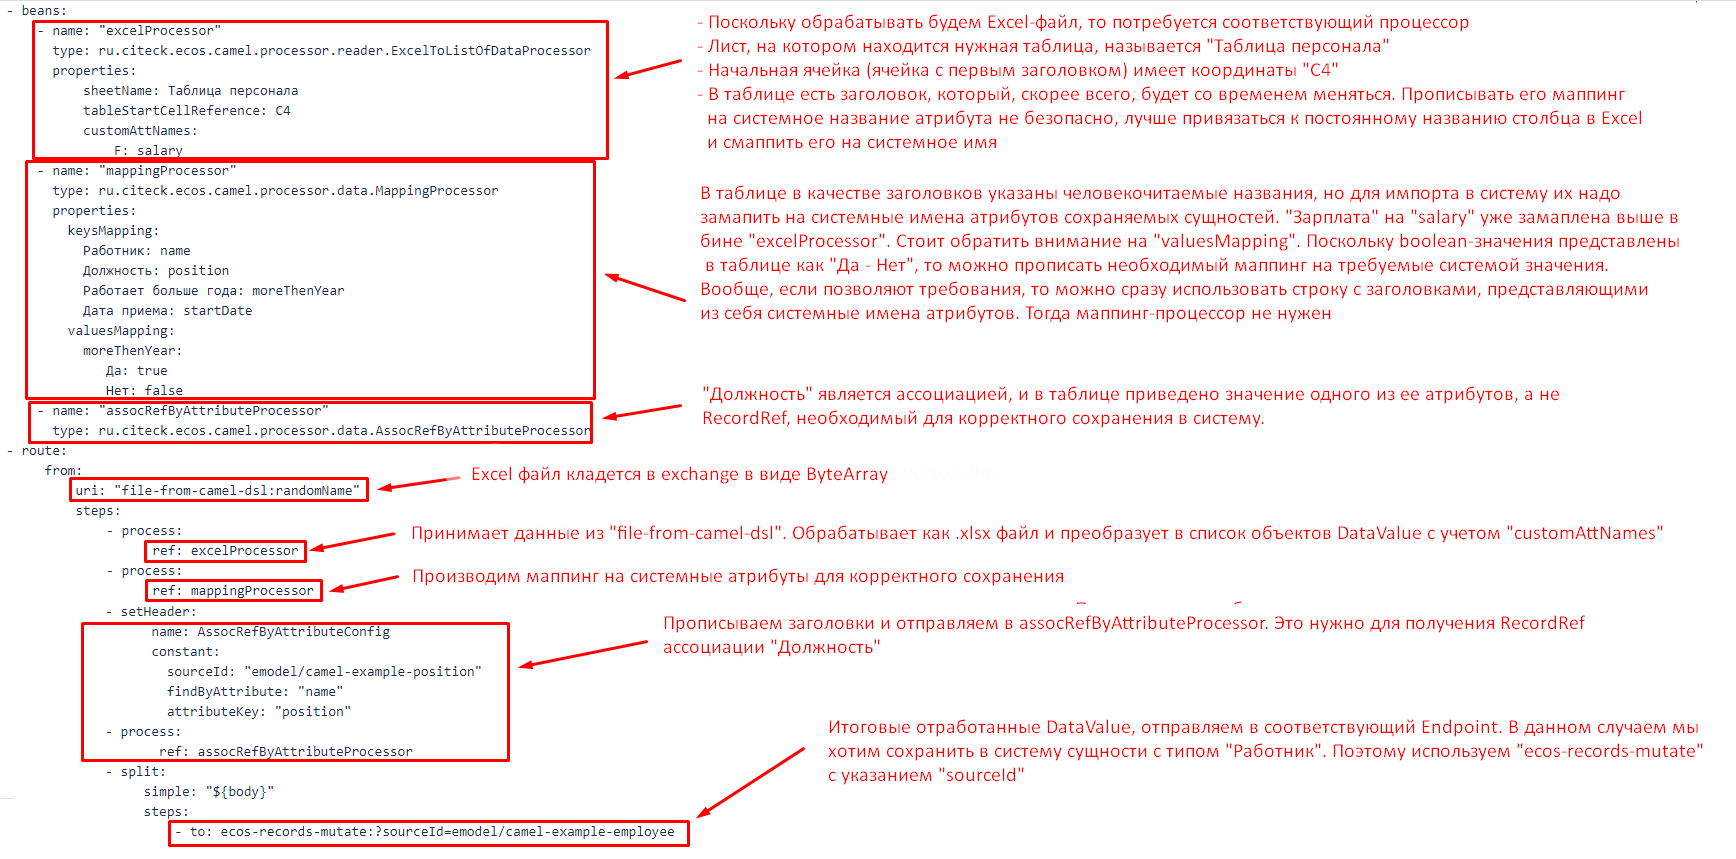 - beans:
- name: "excelProcessor"
type: ru.citeck.ecos.camel.processor.reader.ExcelToListOfDataProcessor
properties:
sheetName: Таблица персонала
tableStartCellReference: C4
customAttNames:
F: salary
- Поскольку обрабатывать будем Excel-файл, то потребуется соответствующий процессор
- Лист, на котором находится нужная таблица, называется "Таблица персонала"
- Начальная ячейка (ячейка с первым заголовком) имеет координаты "C4"
- В таблице есть заголовок, который, скорее всего, будет со временем меняться. Прописывать его маппинг
на системное название атрибута не безопасно, лучше привязаться к постоянному названию столбца в Excel
и смаппить его на системное имя
- name: "mappingProcessor"
type: ru.citeck.ecos.camel.processor.data.MappingProcessor
properties:
keysMapping:
Работник: name
Должность: position
Работает больше года: moreThenYear
Дата приема: startDate
valuesMapping:
moreThenYear:
Да: true
Нет: false
В таблице в качестве заголовков указаны человекочитаемые названия, но для импорта в систему их надо
замапить на системные имена атрибутов сохраняемых сущностей. "Зарплата" на "salary" уже замаплена выше в
бине "excelProcessor". Стоит обратить внимание на "valuesMapping". Поскольку boolean-значения представлены
в таблице как "Да - Нет", то можно прописать необходимый маппинг на требуемые системой значения.
Вообще, если позволяют требования, то можно сразу использовать строку с заголовками, представляющими
из себя системные имена атрибутов. Тогда маппинг-процессор не нужен
- name: "assocRefByAttributeProcessor"
type: ru.citeck.ecos.camel.processor.data.AssocRefByAttributeProcessor
"Должность" является ассоциацией, и в таблице приведено значение одного из ее атрибутов, а не
RecordRef, необходимый для корректного сохранения в систему.
- route:
from:
uri: "file-from-camel-dsl:randomName"
Excel файл кладется в exchange в виде ByteArray
steps:
- process:
ref: excelProcessor
Принимает данные из "file-from-camel-dsl". Обрабатывает как .xlsx файл и преобразует в список объектов DataValue с учетом "customAttNames"
- process:
ref: mappingProcessor
Производим маппинг на системные атрибуты для корректного сохранения
- setHeader:
name: AssocRefByAttributeConfig
constant:
sourceId: "emodel/camel-example-position"
findByAttribute: "name"
attributeKey: "position"
- process:
ref: assocRefByAttributeProcessor
Прописываем заголовки и отправляем в assocRefByAttributeProcessor. Это нужно для получения RecordRef
ассоциации "Должность"
- split:
simple: "${body}"
steps:
- to: ecos-records-mutate:?sourceId=emodel/camel-example-employee
Итоговые отработанные DataValue, отправляем в соответствующий Endpoint. В данном случаем мы
хотим сохранить в систему сущности с типом "Работник". Поэтому используем "ecos-records-mutate"
с указанием "sourceId"